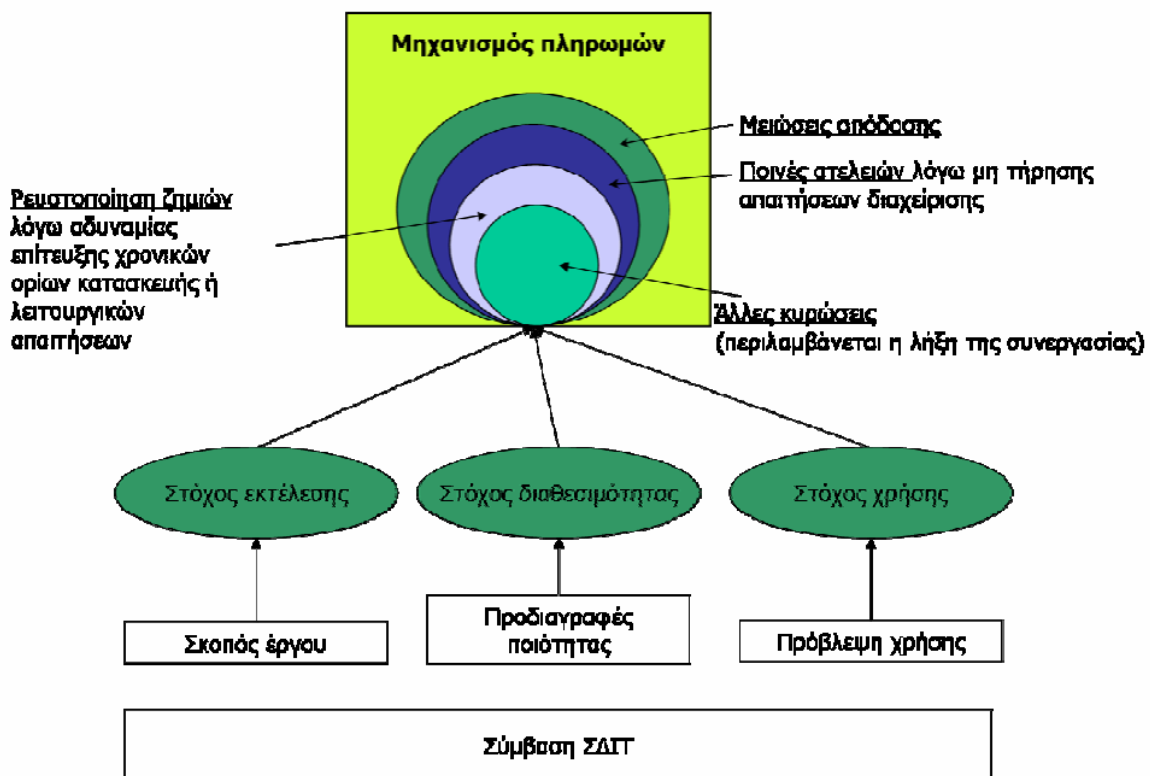 Μηχανισμός πληρωμών
Μειώσεις απόδασης
Ποινές ατελειών λόγω μη τήρησης
απαιτήσεων διαχείρισης
Ρευστοποίηση ζημιών
λόγω αδυναμίας
επίτευξης χρονικών
ορίων κατασκευής ή
λειτουργικών
απαιτήσεων
Άλλες κυρώσεις
(περιλαμβάνεται η λήξη της συνεργασίας)
Στόχος εκτέλεσης
Στόχος διαθεσιμότητας
Στόχος χρήσης
Σκοπός έργου
Προδιαγραφές
ποιότητας
Πρόβλεψη χρήσης
Σύμβαση ΣΔΙΤ